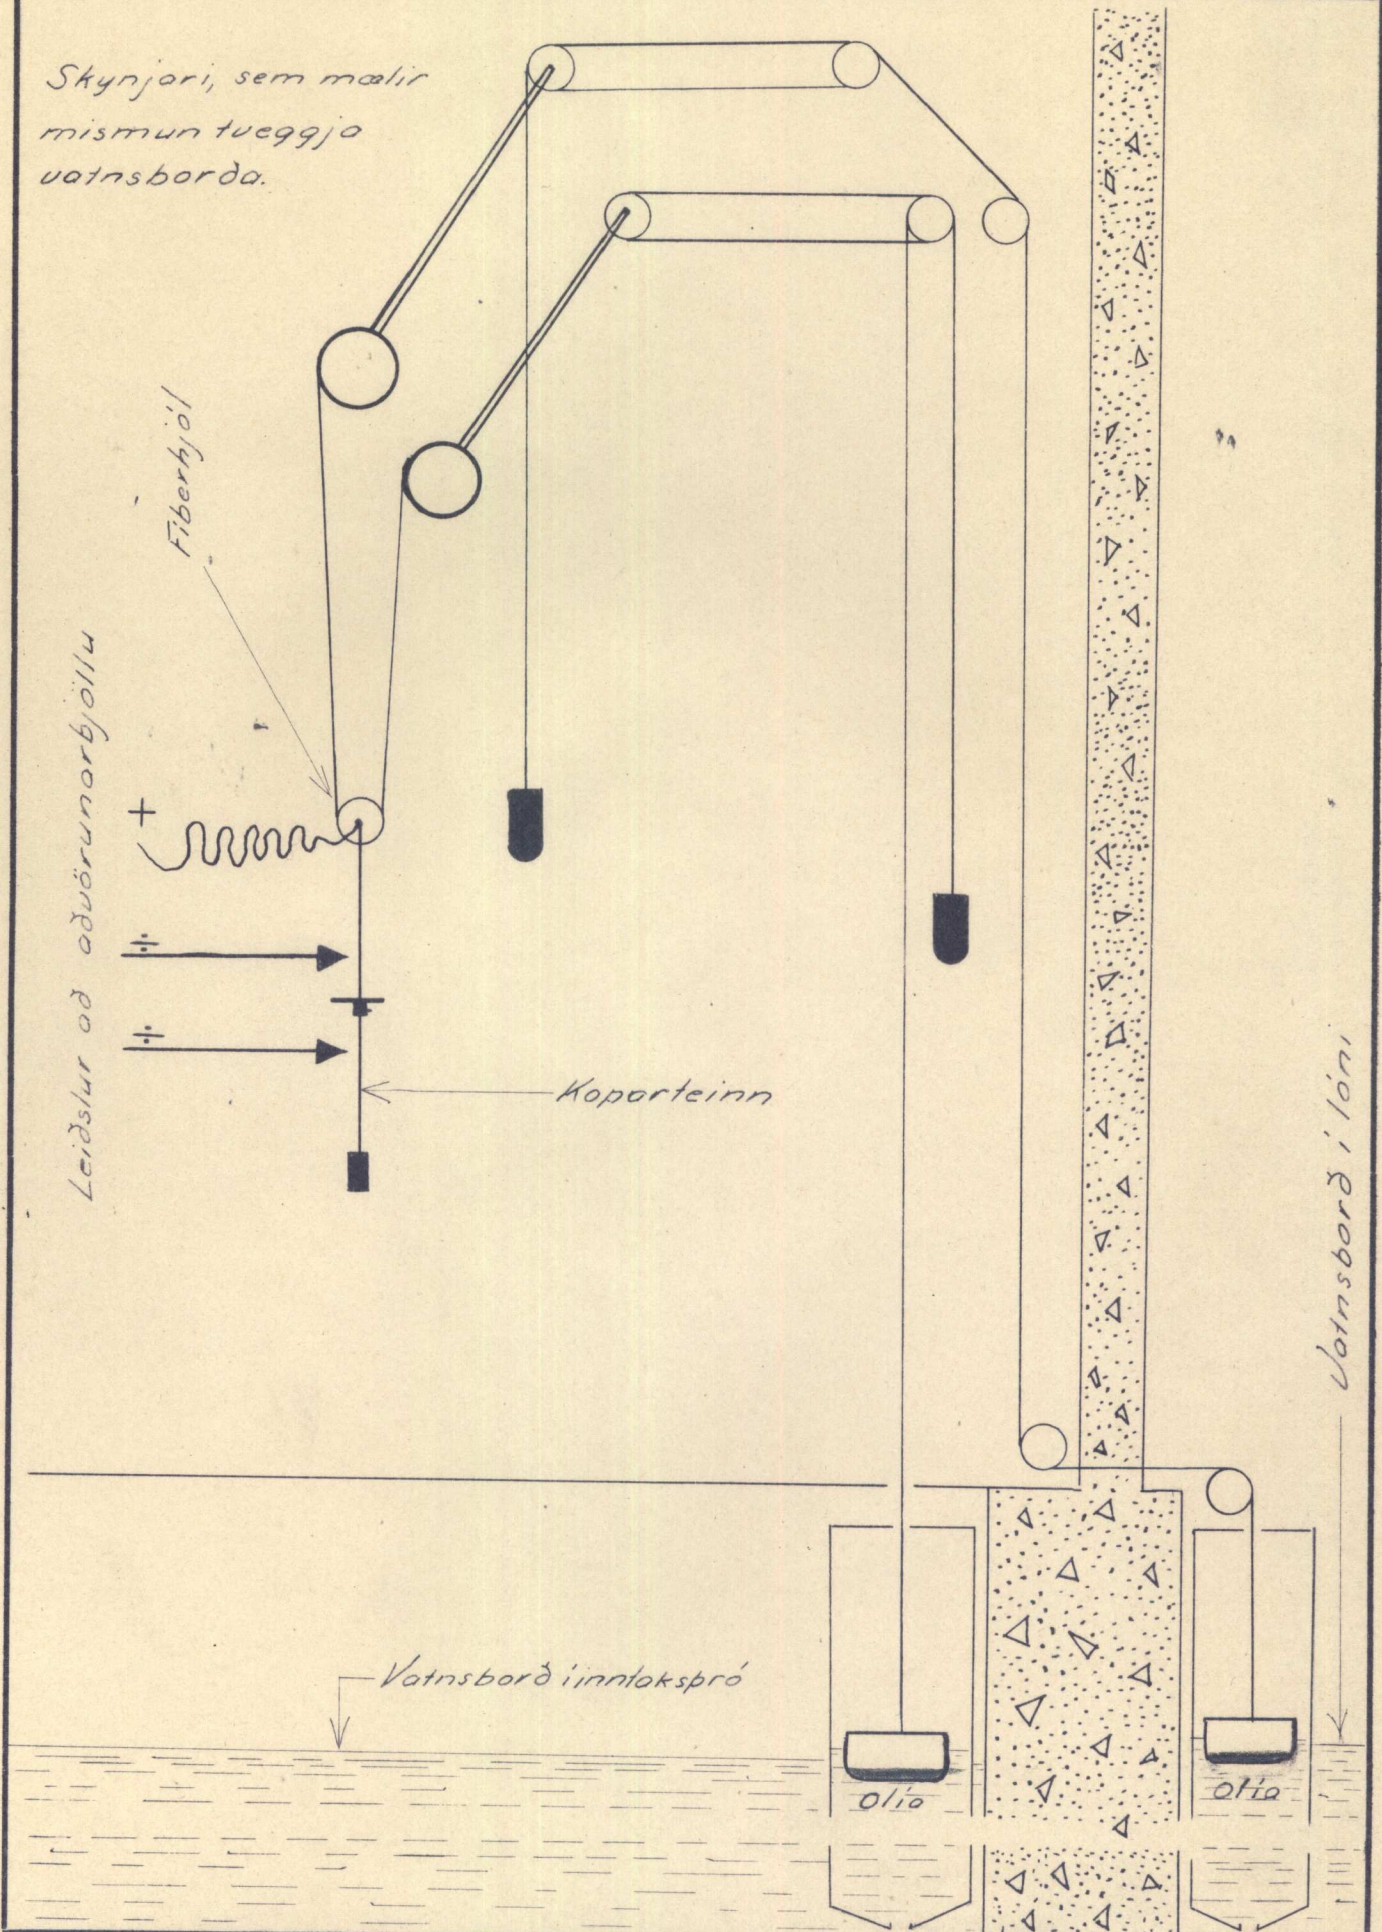 Skynjari, sem mælir
mismun tveggja
vatnsborða.
Fiberhjól
Leiðslur að aðvörunarbjöllu
+
÷
÷
Koparteinn
Vatnsborð í lóni
Vatnsborð í inntaksþró
Olía
Olía